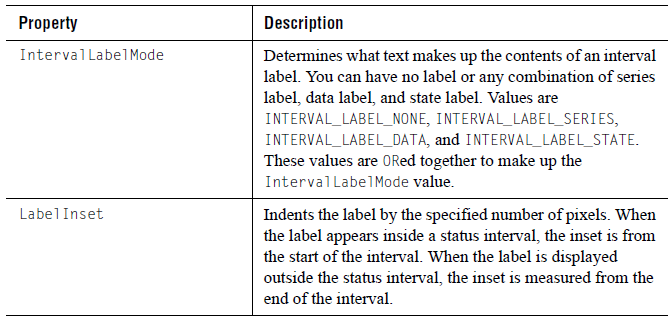 Property Description
IntervalLabelMode Determines what text makes up the contents of an interval
label. You can have no label or any combination of series
label, data label, and state label. Values are
INTERVAL_LABEL_NONE, INTERVAL_LABEL_SERIES,
INTERVAL_LABEL_DATA, and INTERVAL_LABEL_STATE.
These values are ORed together to make up the
IntervalLabelMode value.
LabelInset Indents the label by the specified number of pixels. When
the label appears inside a status interval, the inset is from
the start of the interval. When the label is displayed
outside the status interval, the inset is measured from the
end of the interval.